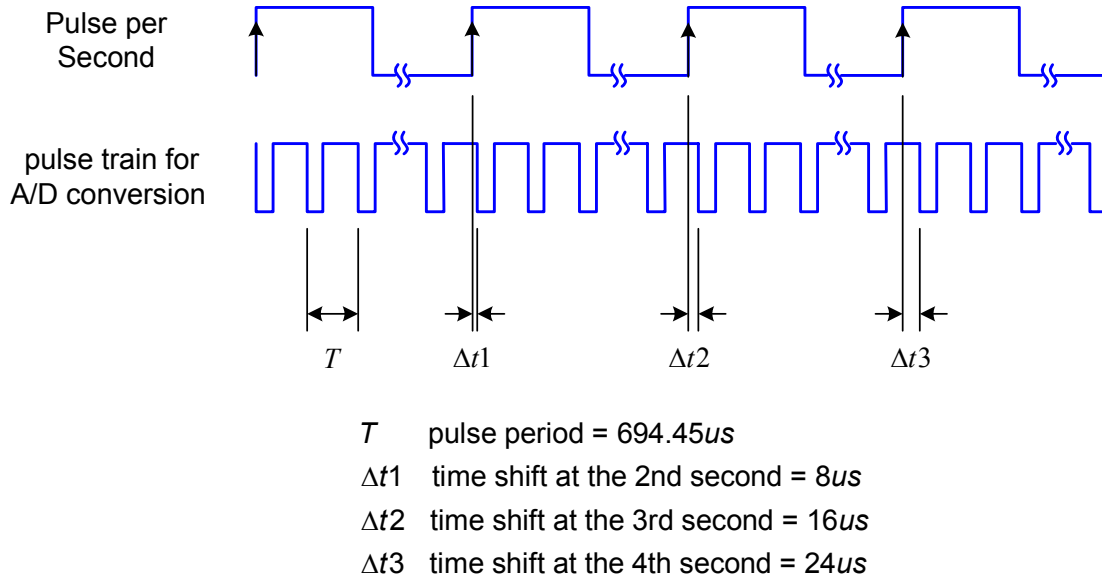 Pulse per
Second
pulse train for
A/D conversion
T
Δt1
Δt2
Δt3
T pulse period = 694.45us
Δt1 time shift at the 2nd second = 8us
Δt2 time shift at the 3rd second = 16us
Δt3 time shift at the 4th second = 24us